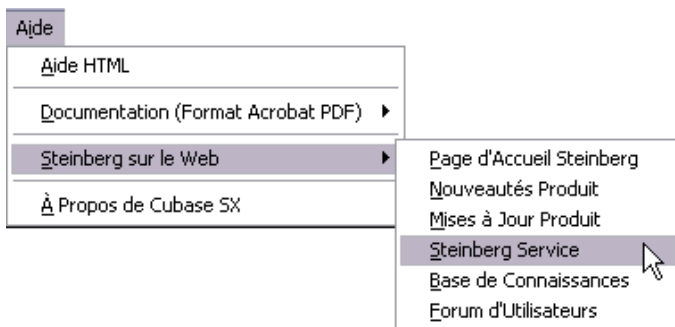 Aide
Aide HTML
Documentation (Format Acrobat PDF)
Steinberg sur le Web
À Propos de Cubase SX
Page d'Accueil Steinberg
Nouveautés Produit
Mises à Jour Produit
Steinberg Service
Base de Connaissances
Forum d'Utilisateurs